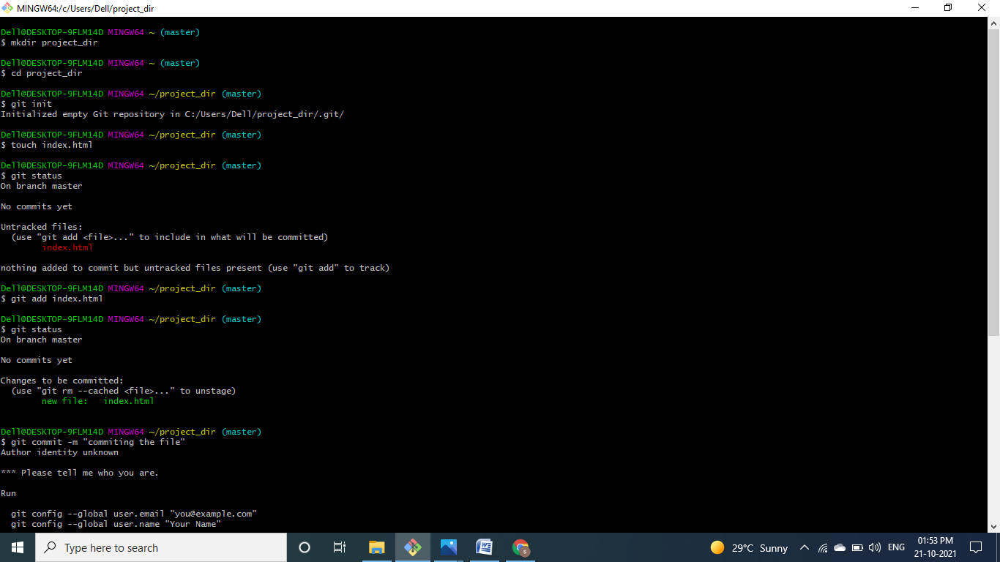 MINGW64:/c/Users/Dell/project_dir
Dell@DESKTOP-9FLM14D MINGW64 ~ (master)
$ mkdir project_dir
Dell@DESKTOP-9FLM14D MINGW64 ~ (master)
$ cd project_dir
Dell@DESKTOP-9FLM14D MINGW64 ~/project_dir (master)
$ git init
Initialized empty Git repository in C:/Users/Dell/project_dir/.git/
Dell@DESKTOP-9FLM14D MINGW64 ~/project_dir (master)
$ touch index.html
Dell@DESKTOP-9FLM14D MINGW64 ~/project_dir (master)
$ git status
On branch master
No commits yet
Untracked files:
  (use "git add <file>..." to include in what will be committed)
        index.html
nothing added to commit but untracked files present (use "git add" to track)
Dell@DESKTOP-9FLM14D MINGW64 ~/project_dir (master)
$ git add index.html
Dell@DESKTOP-9FLM14D MINGW64 ~/project_dir (master)
$ git status
On branch master
No commits yet
Changes to be committed:
  (use "git rm --cached <file>..." to unstage)
        new file:   index.html
Dell@DESKTOP-9FLM14D MINGW64 ~/project_dir (master)
$ git commit -m "commiting the file"
Author identity unknown
*** Please tell me who you are.
Run
  git config --global user.email "you@example.com"
  git config --global user.name "Your Name"
Type here to search
29°C Sunny
ENG
01:53 PM
21-10-2021